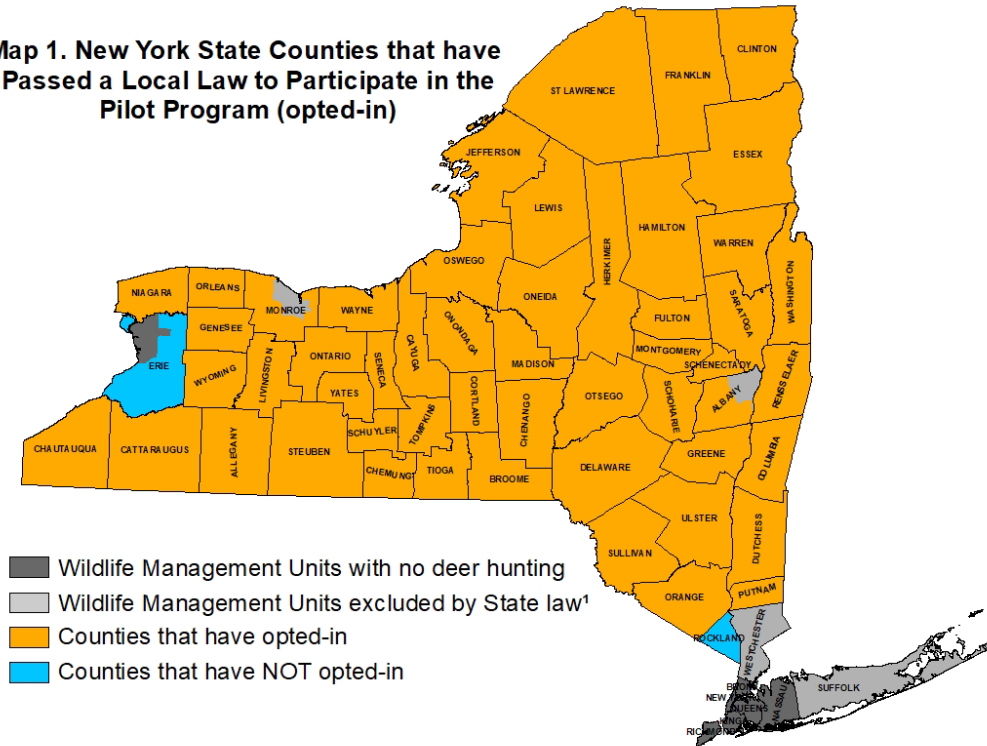 Map 1. New York State Counties that have
Passed a Local Law to Participate in the
Pilot Program (opted-in)
CLINTON
FRANKLIN
ST LAWRENCE
JEFFERSON
ESSEX
LEWIS
HAMILTON
HERKIMER
WARREN
WASHINGTON
OSWEGO
ONEIDA
SARATOGA
NIAGARA
ORLEANS
MONROE
WAYNE
FULTON
GENESEE
CAYUGA
ONONDAGA
MONTGOMERY
ERIE
WYOMING
LIVINGSTON
ONTARIO
SENECA
MADISON
SCHENECTADY
RENSSELAER
YATES
CORTLAND
CHENANGO
OTSEGO
SCHOHARIE
ALBANY
SCHUYLER
TOMPKINS
CHAUTAUQUA
CATTARAUGUS
ALLEGANY
STEUBEN
CHEMUNG
TIOGA
BROOME
DELAWARE
GREENE
COLUMBA
ULSTER
DUTCHESS
SULLIVAN
ORANGE
PUTNAM
ROCKLAND
WESTCHESTER
SUFFOLK
NASSAU
QUEENS
RICHMOND
Wildlife Management Units with no deer hunting
Wildlife Management Units excluded by State law¹
Counties that have opted-in
Counties that have NOT opted-in